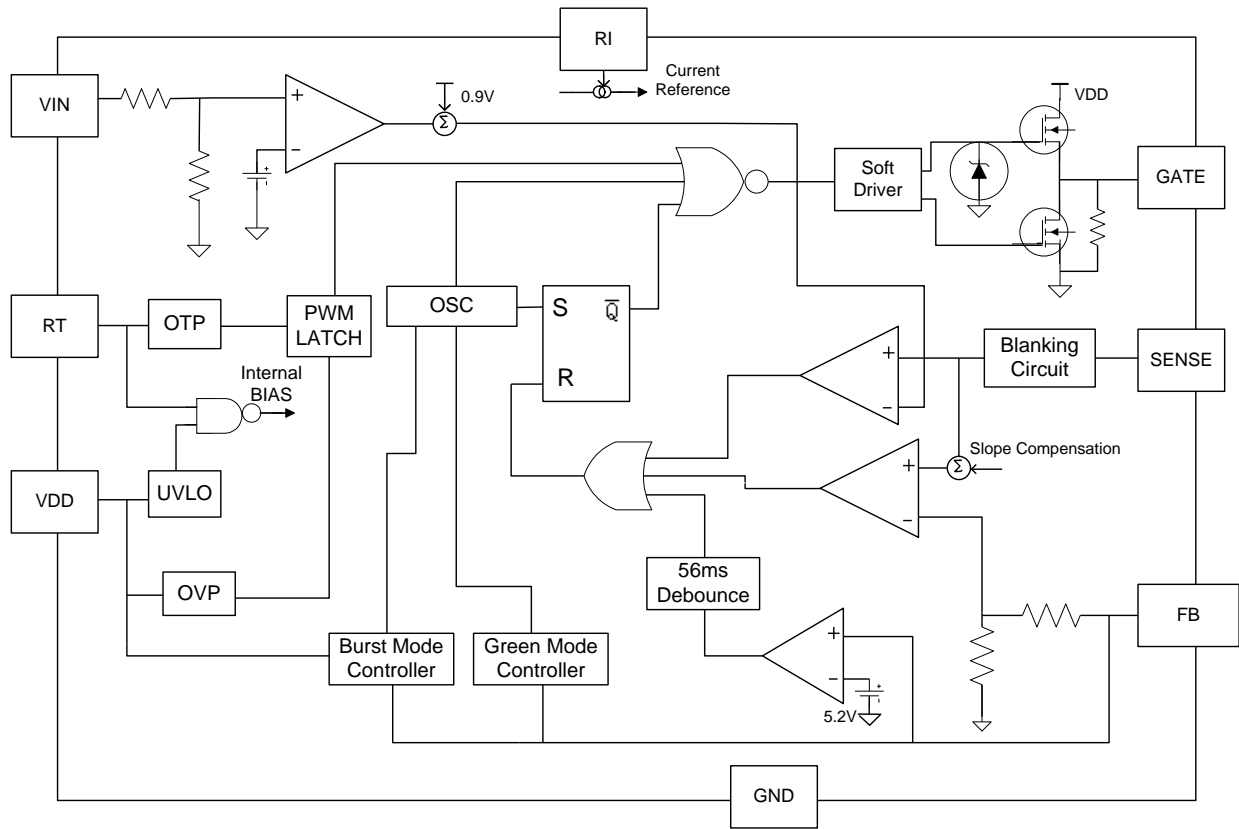 RI
VIN
Current
Reference
+
−
0.9V
Σ
VDD
Soft
Driver
GATE
RT
OTP
PWM
LATCH
OSC
S
Q̅
R
Internal
BIAS
+
−
Blanking
Circuit
SENSE
Slope Compensation
Σ
+
−
VDD
UVLO
OVP
56ms
Debounce
FB
Burst Mode
Controller
Green Mode
Controller
+
−
5.2V
GND